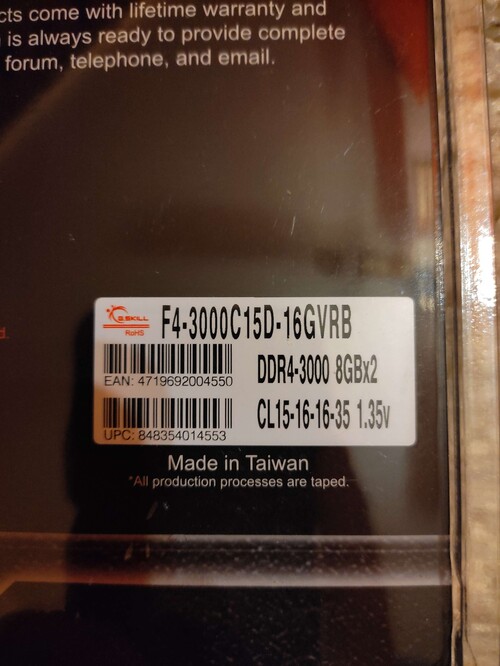 cts come with lifetime warranty and
is always ready to provide complete
forum, telephone, and email.
G.SKILL
RoHS
F4-3000C15D-16GVRB
EAN: 4719692004550
DDR4-3000 8GBx2
UPC: 848354014553
CL15-16-16-35 1.35v
Made in Taiwan
*All production processes are taped.